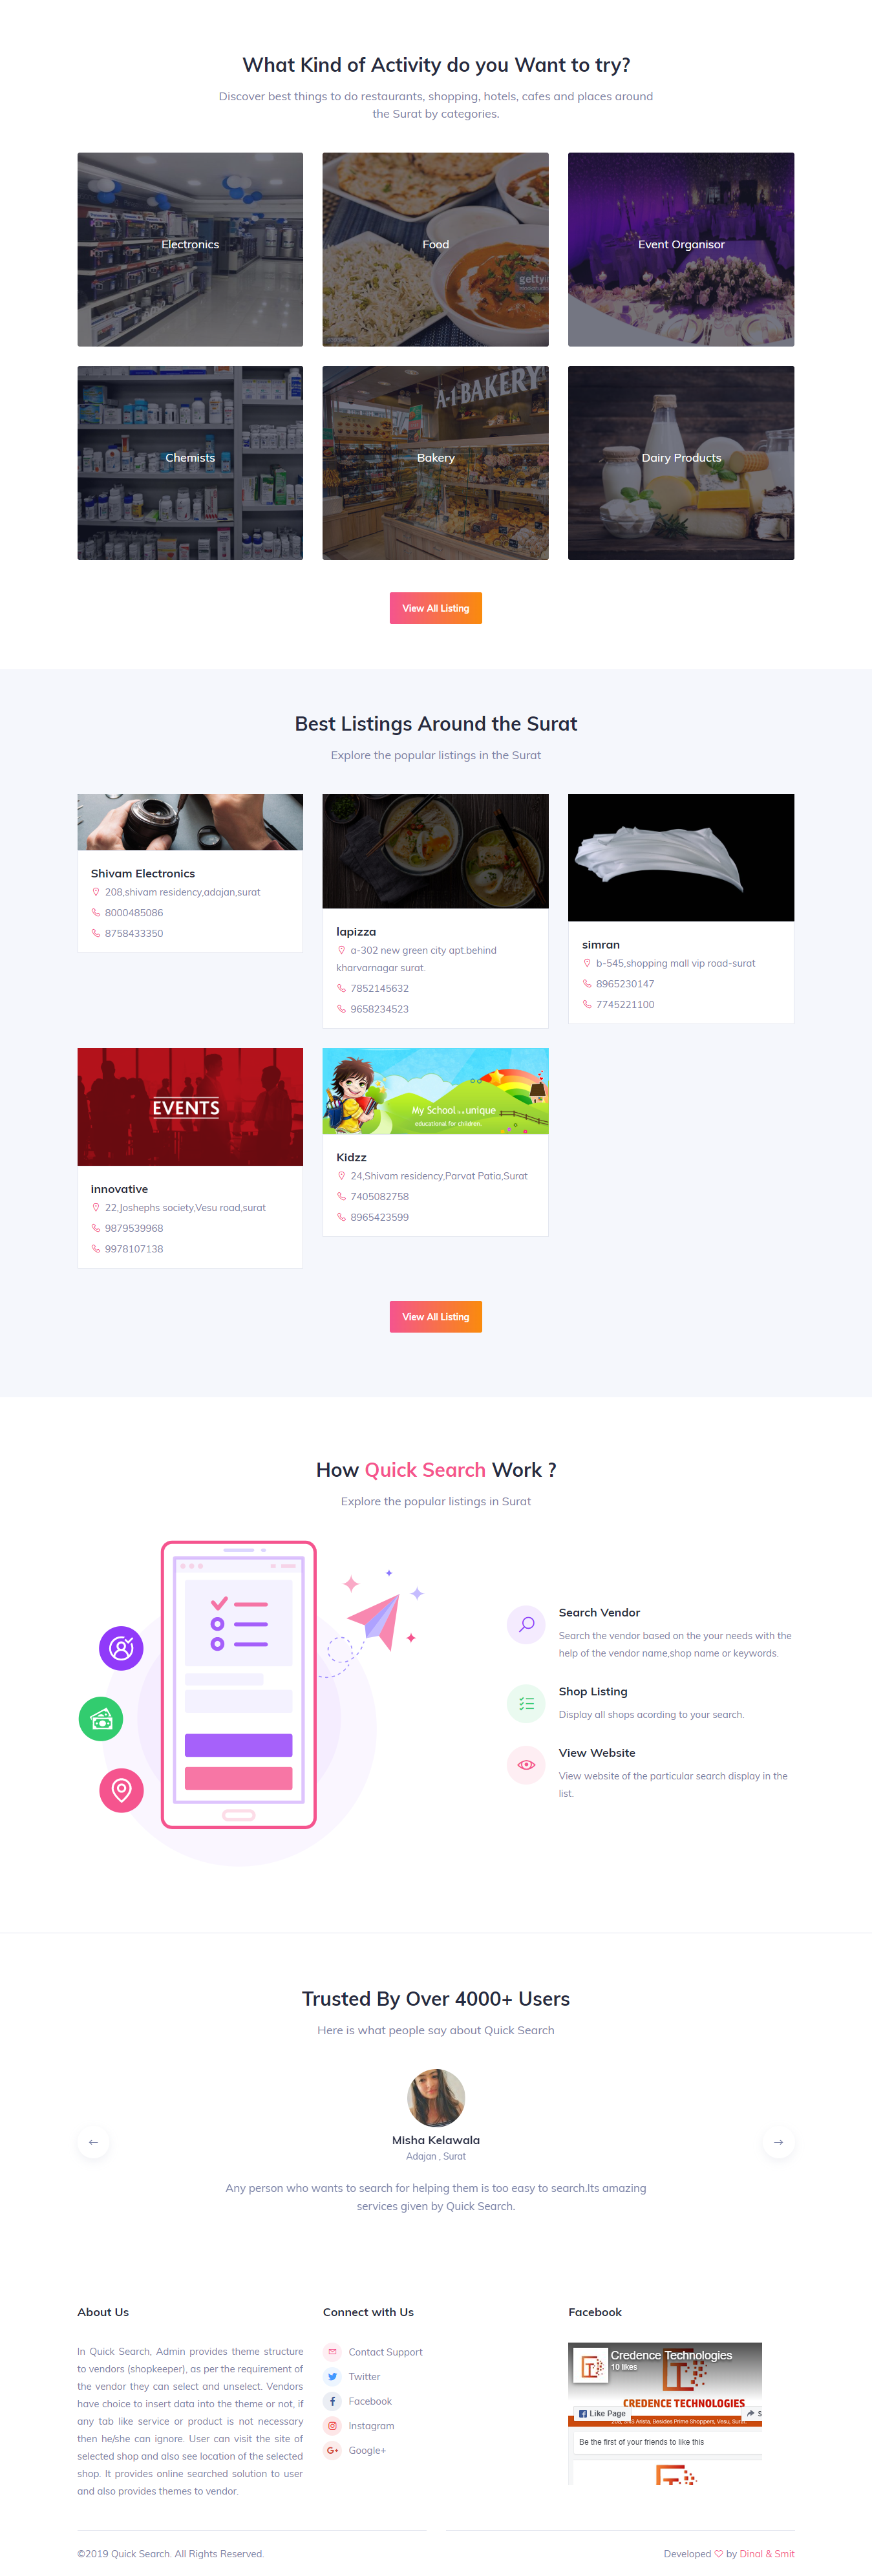 What Kind of Activity do you Want to try?
Discover best things to do restaurants, shopping, hotels, cafes and places around
the Surat by categories.
Electronics
Food
gettyi
Event Organisor
Chemists
A-1 BAKERY
Bakery
Dairy Products
View All Listing
Best Listings Around the Surat
Explore the popular listings in the Surat
Shivam Electronics
208,shivam residency,adajan,surat
8000485086
8758433350
lapizza
a-302 new green city apt.behind
kharvarnagar surat.
7852145632
9658234523
simran
b-545,shopping mall vip road-surat
8965230147
7745221100
EVENTS
innovative
22,Joshephs society,Vesu road,surat
9879539968
9978107138
My School is a unique
educational for children.
Kidzz
24,Shivam residency,Parvat Patia,Surat
7405082758
8965423599
View All Listing
How Quick Search Work ?
Explore the popular listings in Surat
Search Vendor
Search the vendor based on the your needs with the
help of the vendor name,shop name or keywords.
Shop Listing
Display all shops acording to your search.
View Website
View website of the particular search display in the
list.
Trusted By Over 4000+ Users
Here is what people say about Quick Search
Misha Kelawala
Adajan , Surat
Any person who wants to search for helping them is too easy to search.Its amazing
services given by Quick Search.
About Us
In Quick Search, Admin provides theme structure
to vendors (shopkeeper), as per the requirement of
the vendor they can select and unselect. Vendors
have choice to insert data into the theme or not, if
any tab like service or product is not necessary
then he/she can ignore. User can visit the site of
selected shop and also see location of the selected
shop. It provides online searched solution to user
and also provides themes to vendor.
Connect with Us
Contact Support
Twitter
Facebook
Instagram
Google+
Facebook
Credence Technologies
10 likes
CREDENCE TECHNOLOGIES
Arista, Besides Prime Shoppers, Vesu, Surat
Like Page
S
Be the first of your friends to like this
©2019 Quick Search. All Rights Reserved.
Developed ♡ by Dinal & Smit